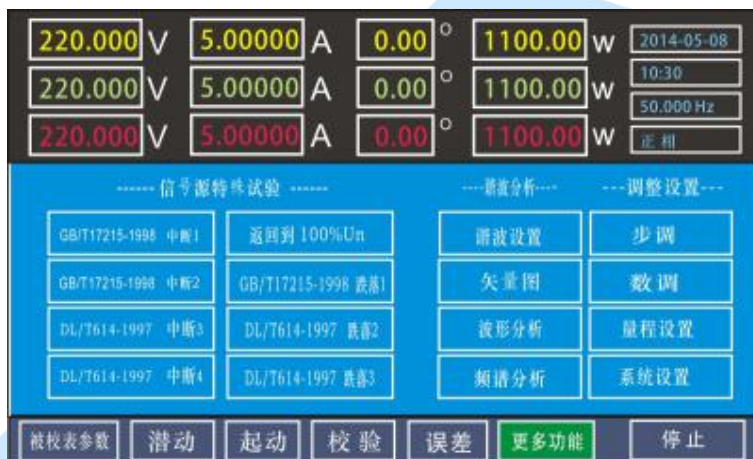 220.000 V 5.00000 A 0.00 ° 1100.00 W 2014-05-08
220.000 V 5.00000 A 0.00 ° 1100.00 W 10:30
50.000 Hz
220.000 V 5.00000 A 0.00 ° 1100.00 W 正相
------ 信号源特殊试验 ------ ----谐波分析---- ---调整设置---
GB/T17215-1998 中断1 返回到 100%Un 谐波设置 步调
GB/T17215-1998 中断2 GB/T17215-1998 跌落1 矢量图 数调
DL/T614-1997 中断3 DL/T614-1997 跌落2 波形分析 量程设置
DL/T614-1997 中断4 DL/T614-1997 跌落3 频谱分析 系统设置
被校表参数 潜动 起动 校验 误差 更多功能 停止